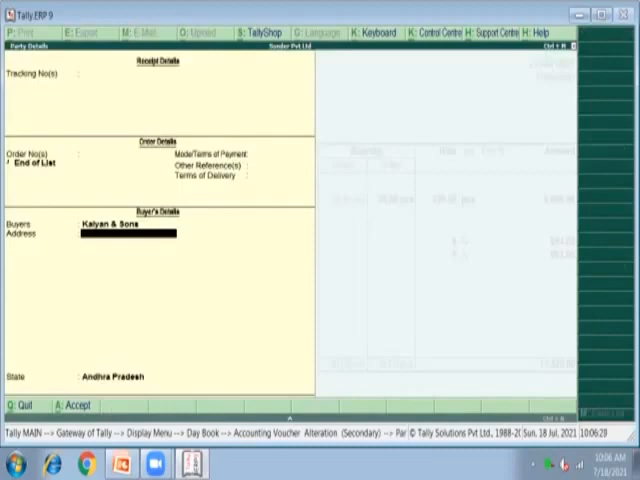 Tally.ERP 9
P: Print E: Export M: E-Mail O: Upload S: TallyShop G: Language K: Keyboard K: Control Centre H: Support Centre H: Help
Party Details Sunder Pvt Ltd Ctrl + M
Receipt Details
Tracking No(s) :
Order Details
Order No(s) : Mode/Terms of Payment:
End of List Other Reference(s) :
Terms of Delivery :
Buyer's Details
Buyers : Kalyan & Sons
Address :
State : Andhra Pradesh
Q: Quit A: Accept
Tally MAIN --> Gateway of Tally --> Display Menu --> Day Book --> Accounting Voucher Alteration (Secondary) --> Par © Tally Solutions Pvt Ltd., 1988-20 Sun, 18 Jul, 2021 10:06:28
10:06 AM
7/18/2021